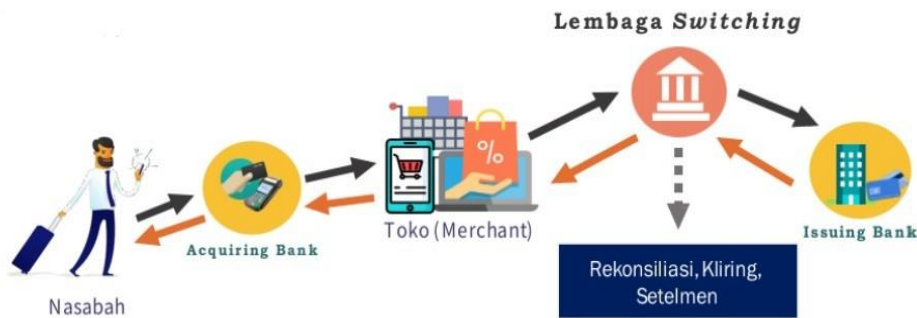 Lembaga Switching
%
Acquiring Bank
Toko (Merchant)
Issuing Bank
Nasabah
Rekonsiliasi, Kliring,
Setelmen